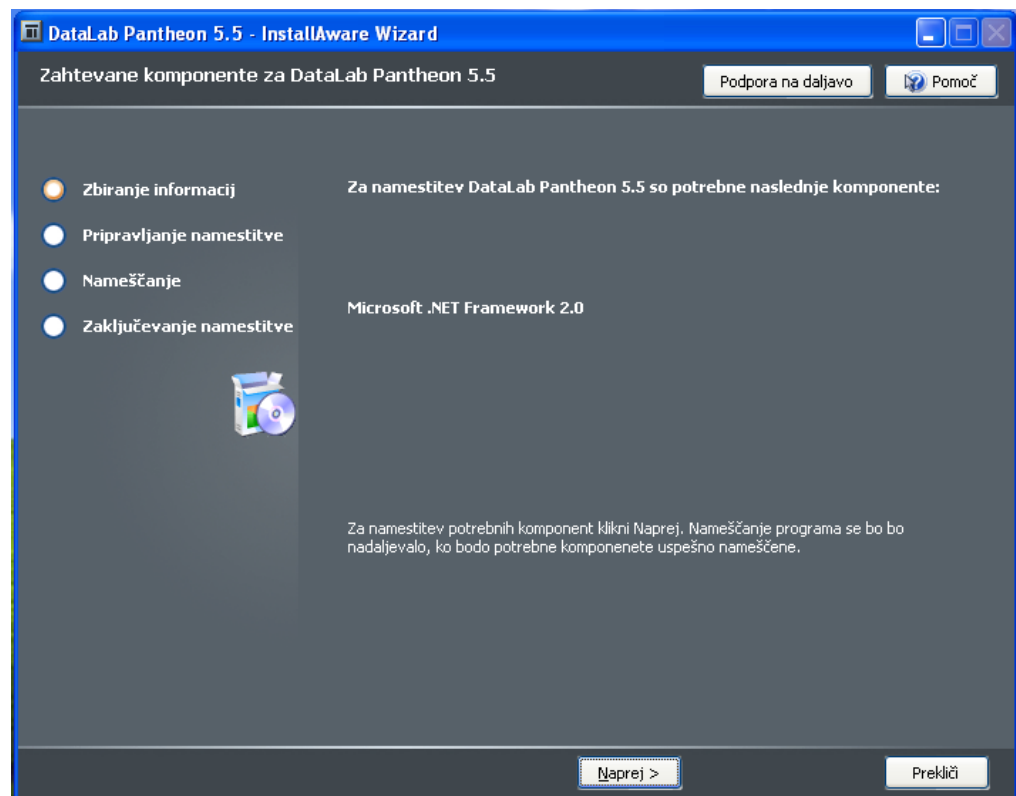 DataLab Pantheon 5.5 - InstallAware Wizard
Zahtevane komponente za DataLab Pantheon 5.5
Podpora na daljavo
Pomoč
Zbiranje informacij
Pripravljanje namestitve
Nameščanje
Zaključevanje namestitve
Za namestitev DataLab Pantheon 5.5 so potrebne naslednje komponente:
Microsoft .NET Framework 2.0
Za namestitev potrebnih komponent klikni Naprej. Nameščanje programa se bo bo
nadaljevalo, ko bodo potrebne komponenete uspešno nameščene.
Naprej >
Prekliči